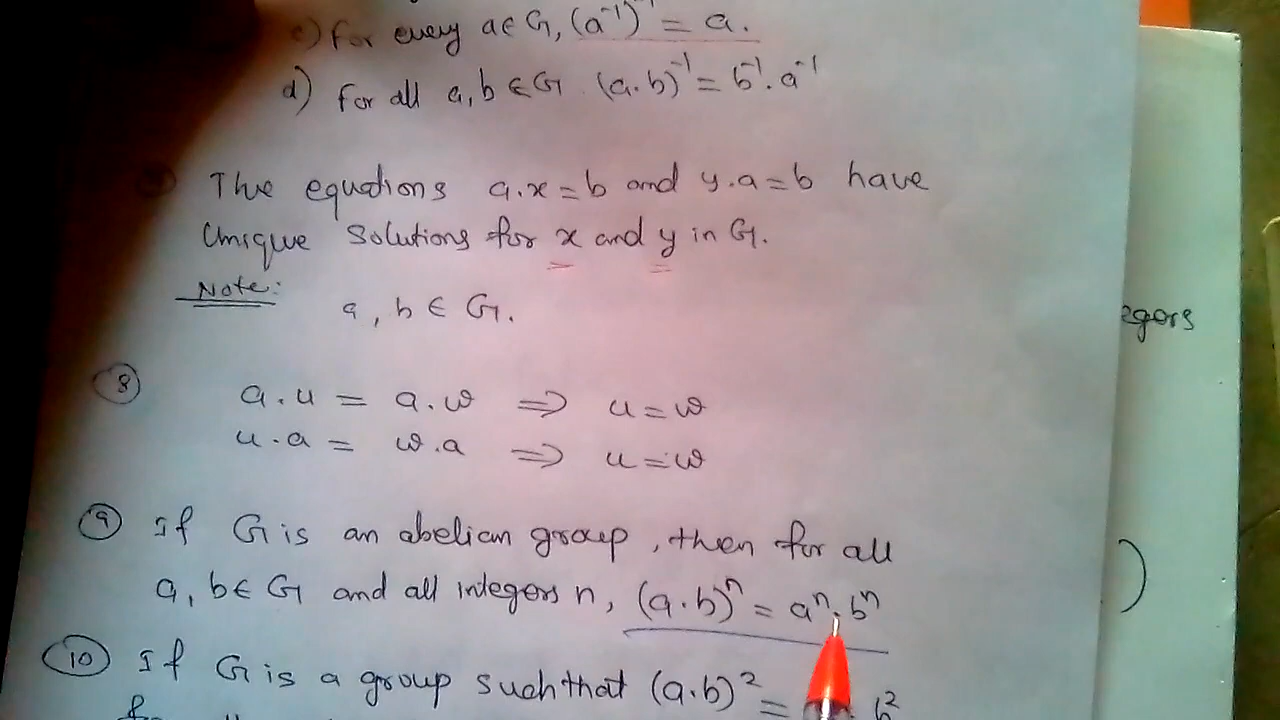 c) for every a ∈ G, (a⁻¹)⁻¹ = a.
d) for all a, b ∈ G. (a.b)⁻¹ = b⁻¹. a⁻¹
The equations a.x = b and y.a = b have
Unique Solutions for x and y in G.
Note:
a, b ∈ G.
⑧ a.u = a.w ⇒ u = w
u.a = w.a ⇒ u = w
⑨ If G is an abelian group, then for all
a, b ∈ G and all integers n, (a.b)ⁿ = aⁿ. bⁿ
⑩ If G is a group such that (a.b)² = . b²
egors
)